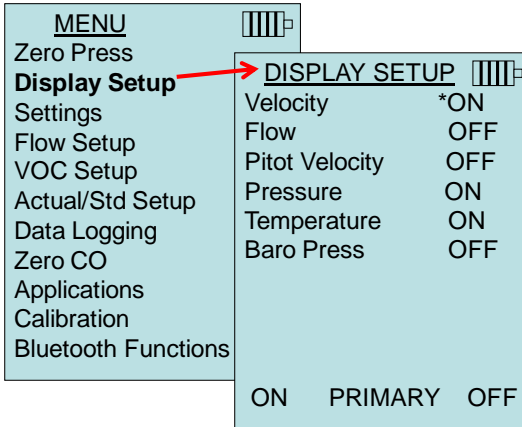 MENU
Zero Press
Display Setup
Settings
Flow Setup
VOC Setup
Actual/Std Setup
Data Logging
Zero CO
Applications
Calibration
Bluetooth Functions
DISPLAY SETUP
Velocity *ON
Flow OFF
Pitot Velocity OFF
Pressure ON
Temperature ON
Baro Press OFF
ON PRIMARY OFF